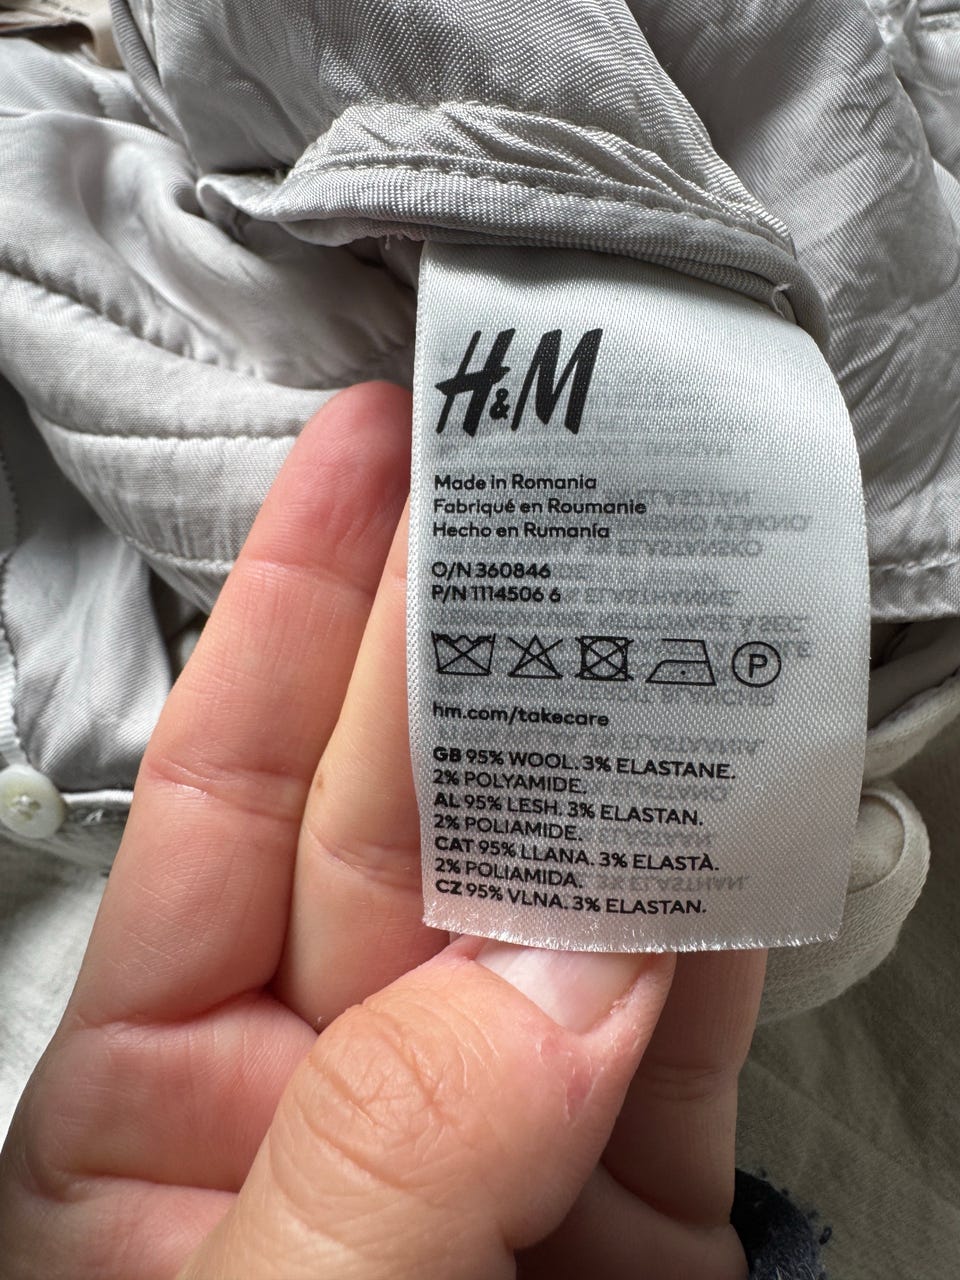 H&M
Made in Romania
Fabriqué en Roumanie
Hecho en Rumanía
O/N 360846
P/N 1114506 6
P
hm.com/takecare
GB 95% WOOL. 3% ELASTANE.
2% POLYAMIDE.
AL 95% LESH. 3% ELASTAN.
2% POLIAMIDE.
CAT 95% LLANA. 3% ELASTÀ.
2% POLIAMIDA.
CZ 95% VLNA. 3% ELASTAN.